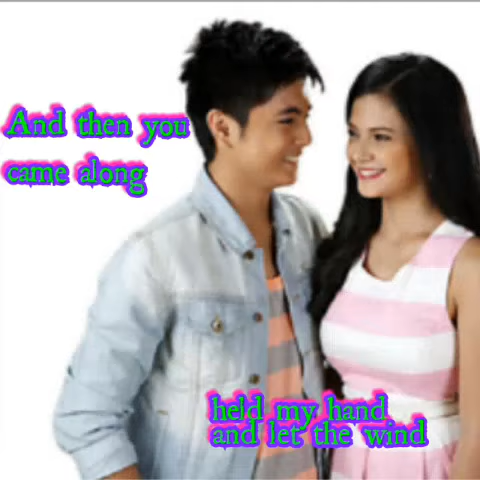 And then you
came along
held my hand
and let the wind